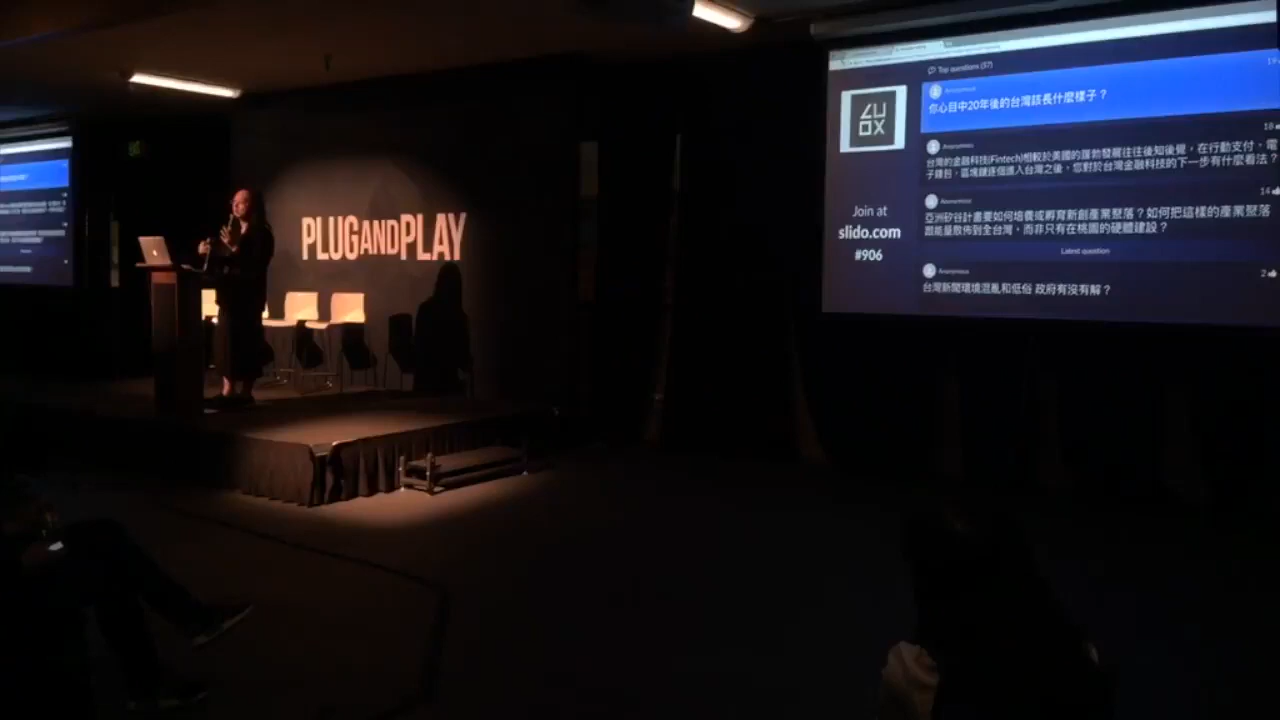 PLUGANDPLAY
Top questions (57)
Anonymous
你心目中20年後的台灣該長什麼樣子？
18
Anonymous
台灣的金融科技(Fintech)相較於美國的蓬勃發展往往後知後覺，在行動支付、電
子錢包，區塊鏈逐個進入台灣之後，您對於台灣金融科技的下一步有什麼看法？
14
Anonymous
亞洲矽谷計畫要如何培養或孵育新創產業聚落？如何把這樣的產業聚落
跟能量散佈到全台灣，而非只有在桃園的硬體建設？
Latest question
2
Anonymous
台灣新聞環境混亂和低俗 政府有沒有解？
Join at
slido.com
#906